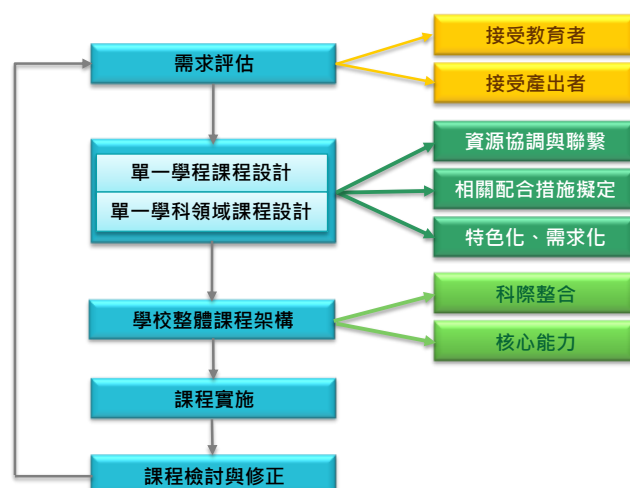 需求評估
接受教育者
接受產出者
單一學程課程設計
單一學科領域課程設計
資源協調與聯繫
相關配合措施擬定
特色化、需求化
學校整體課程架構
科際整合
核心能力
課程實施
課程檢討與修正